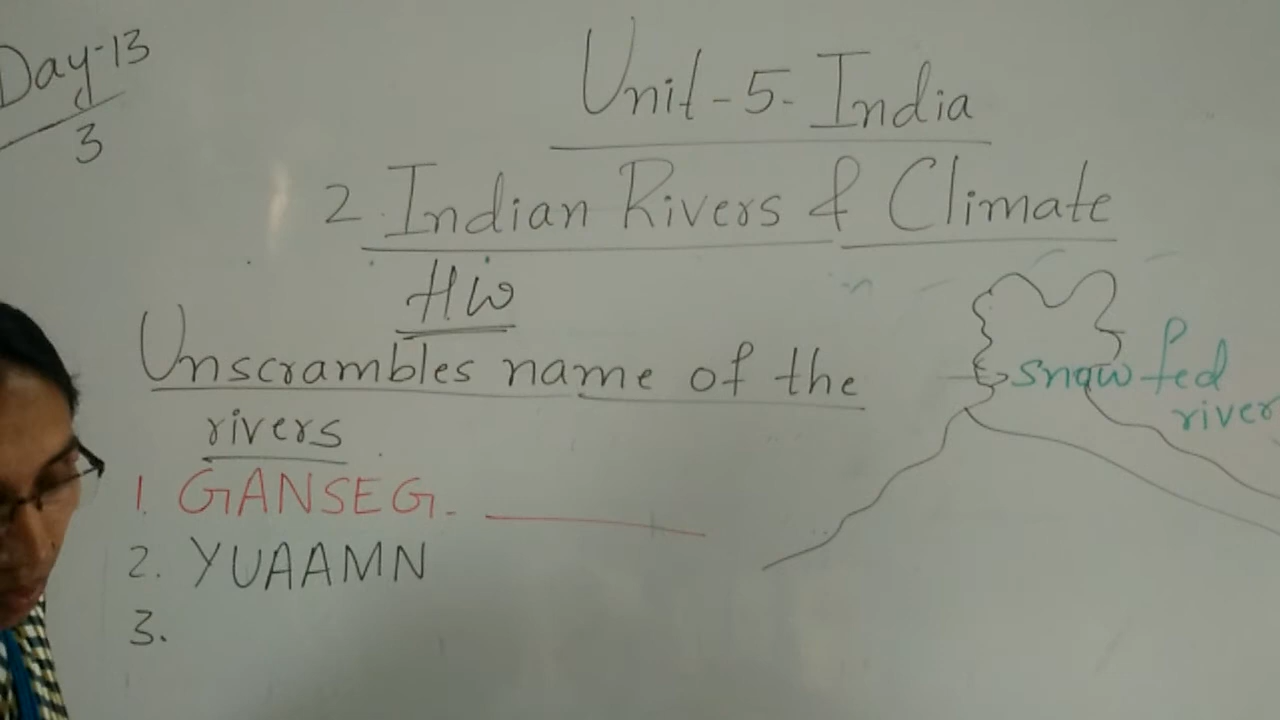 Day-13
3
Unit-5- India
2. Indian Rivers & Climate
HW
Unscrambles name of the
rivers
1. GANSEG-
2. YUAAMN
3.
snow fed
river